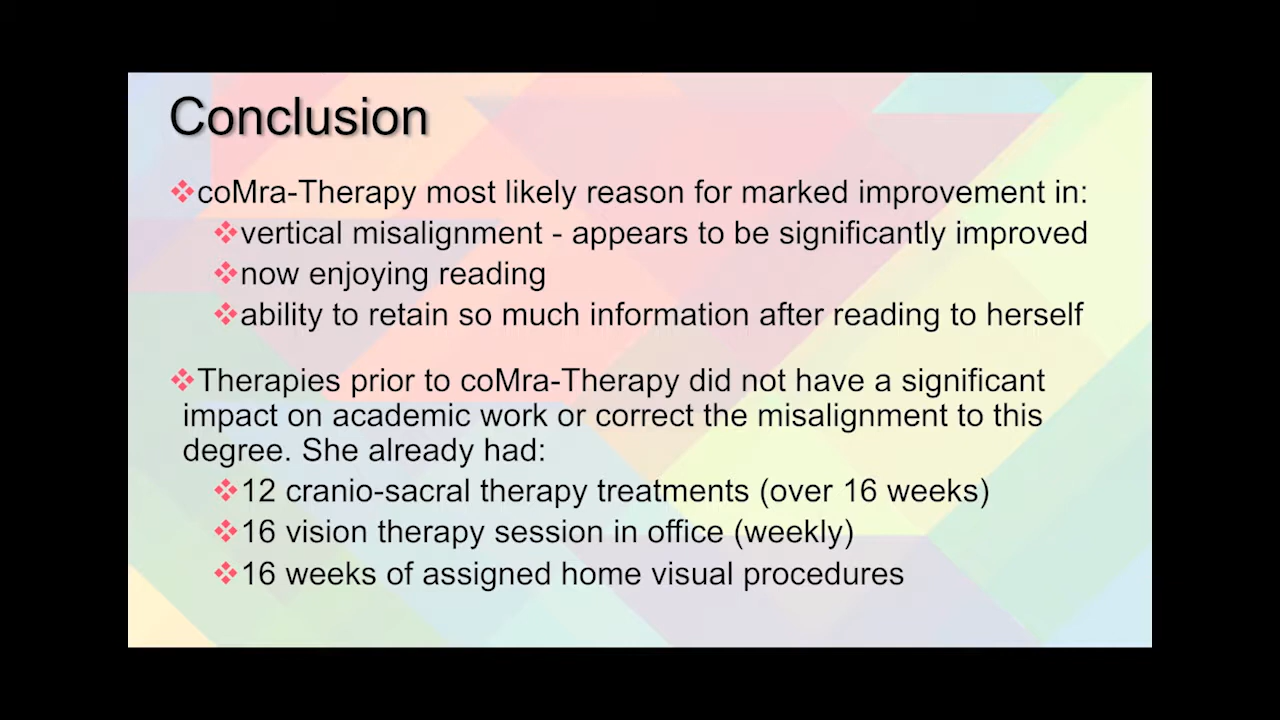 Conclusion
❖coMra-Therapy most likely reason for marked improvement in:
❖vertical misalignment - appears to be significantly improved
❖now enjoying reading
❖ability to retain so much information after reading to herself
❖Therapies prior to coMra-Therapy did not have a significant
impact on academic work or correct the misalignment to this
degree. She already had:
❖12 cranio-sacral therapy treatments (over 16 weeks)
❖16 vision therapy session in office (weekly)
❖16 weeks of assigned home visual procedures